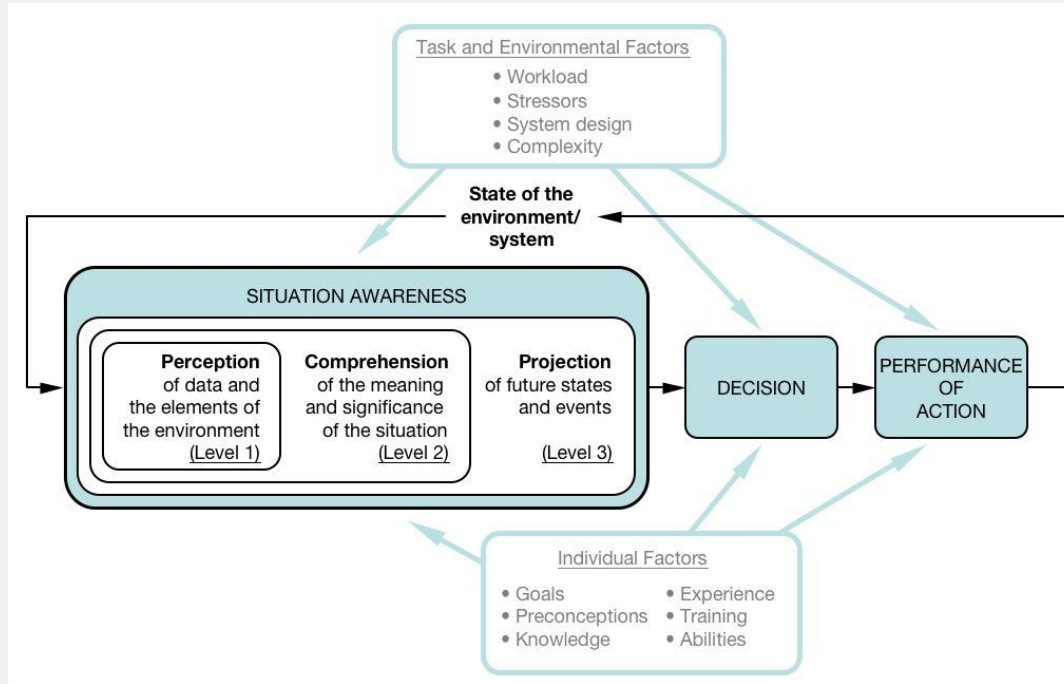 Task and Environmental Factors
• Workload
• Stressors
• System design
• Complexity
State of the
environment/
system
SITUATION AWARENESS
Perception
of data and
the elements of
the environment
(Level 1)
Comprehension
of the meaning
and significance
of the situation
(Level 2)
Projection
of future states
and events
(Level 3)
DECISION
PERFORMANCE
OF
ACTION
Individual Factors
• Goals
• Preconceptions
• Knowledge
• Experience
• Training
• Abilities